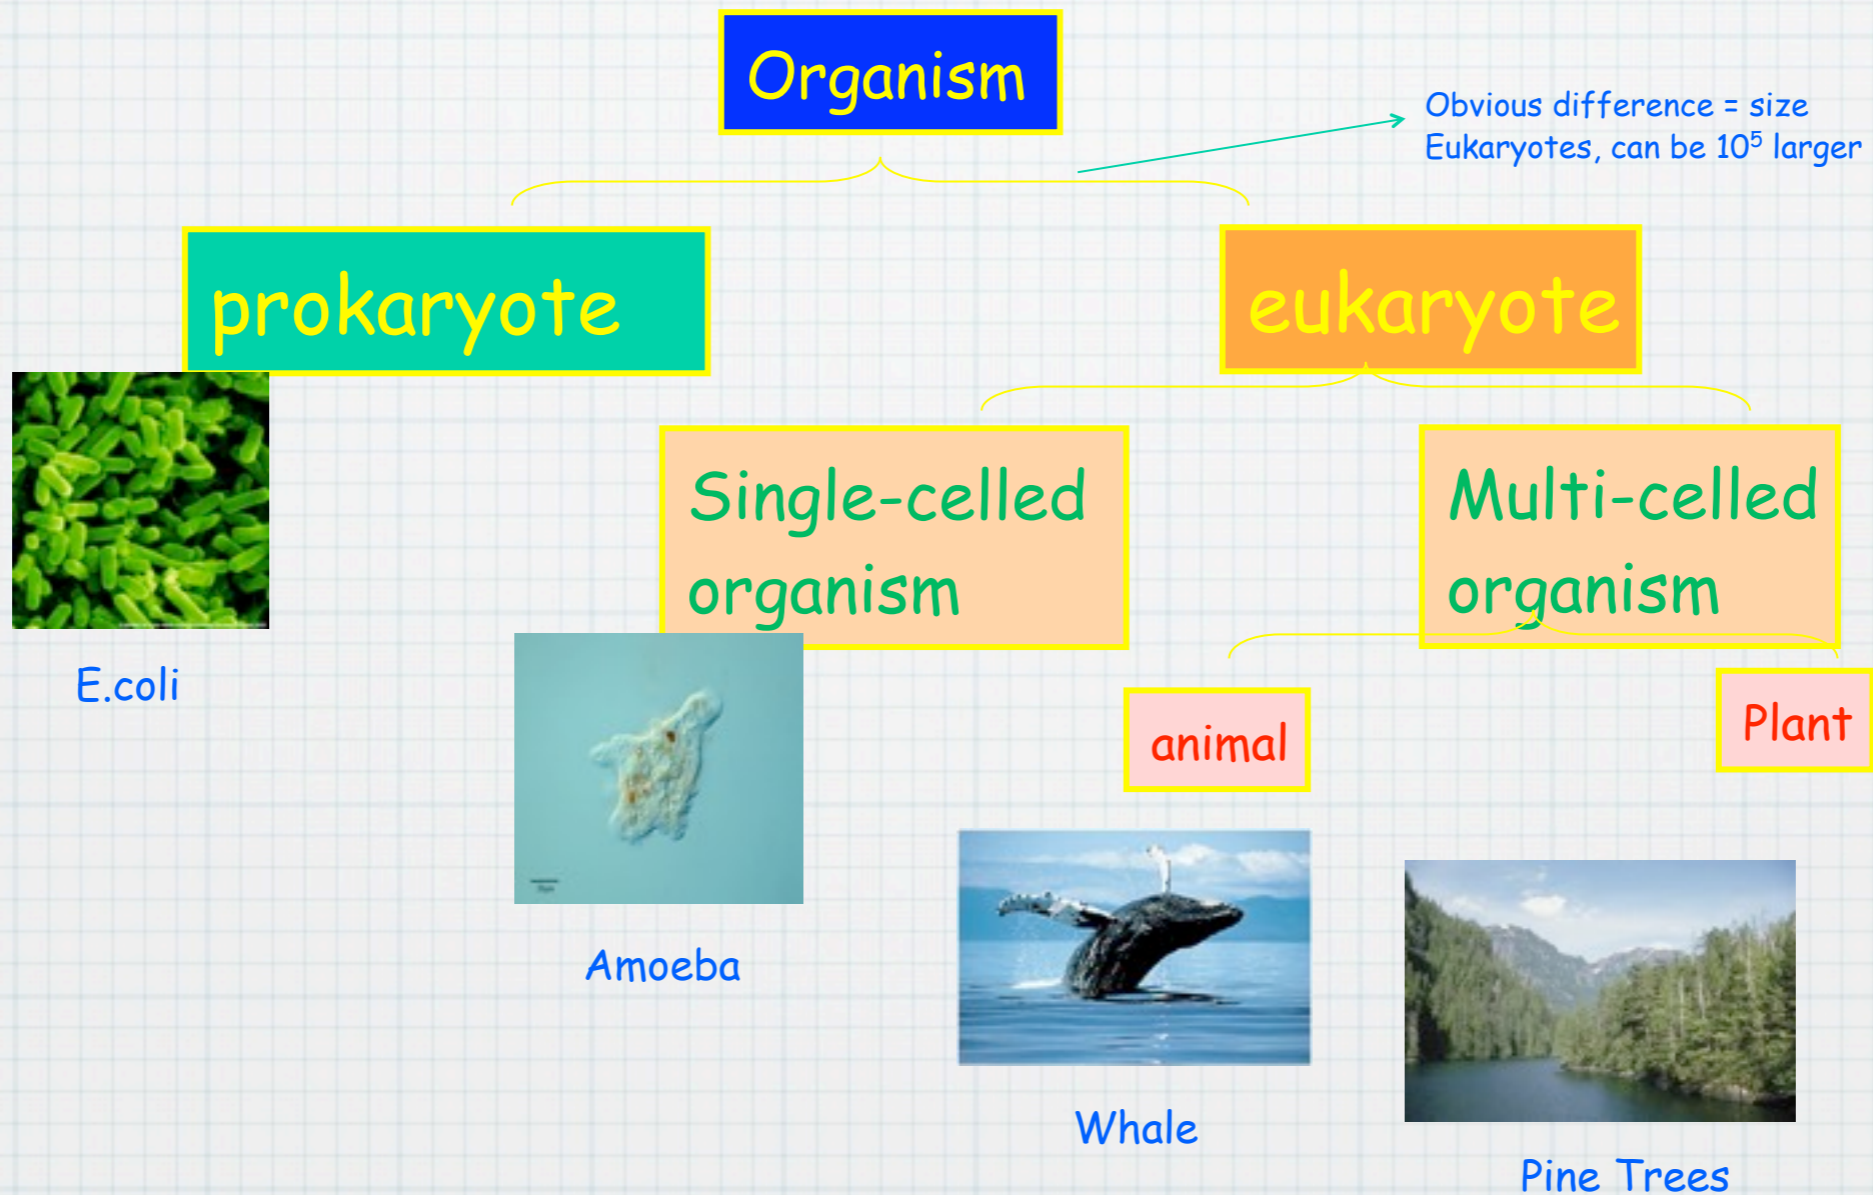 Organism
Obvious difference = size
Eukaryotes, can be 10⁵ larger
prokaryote
eukaryote
Single-celled
organism
Multi-celled
organism
E.coli
animal
Plant
Amoeba
Whale
Pine Trees